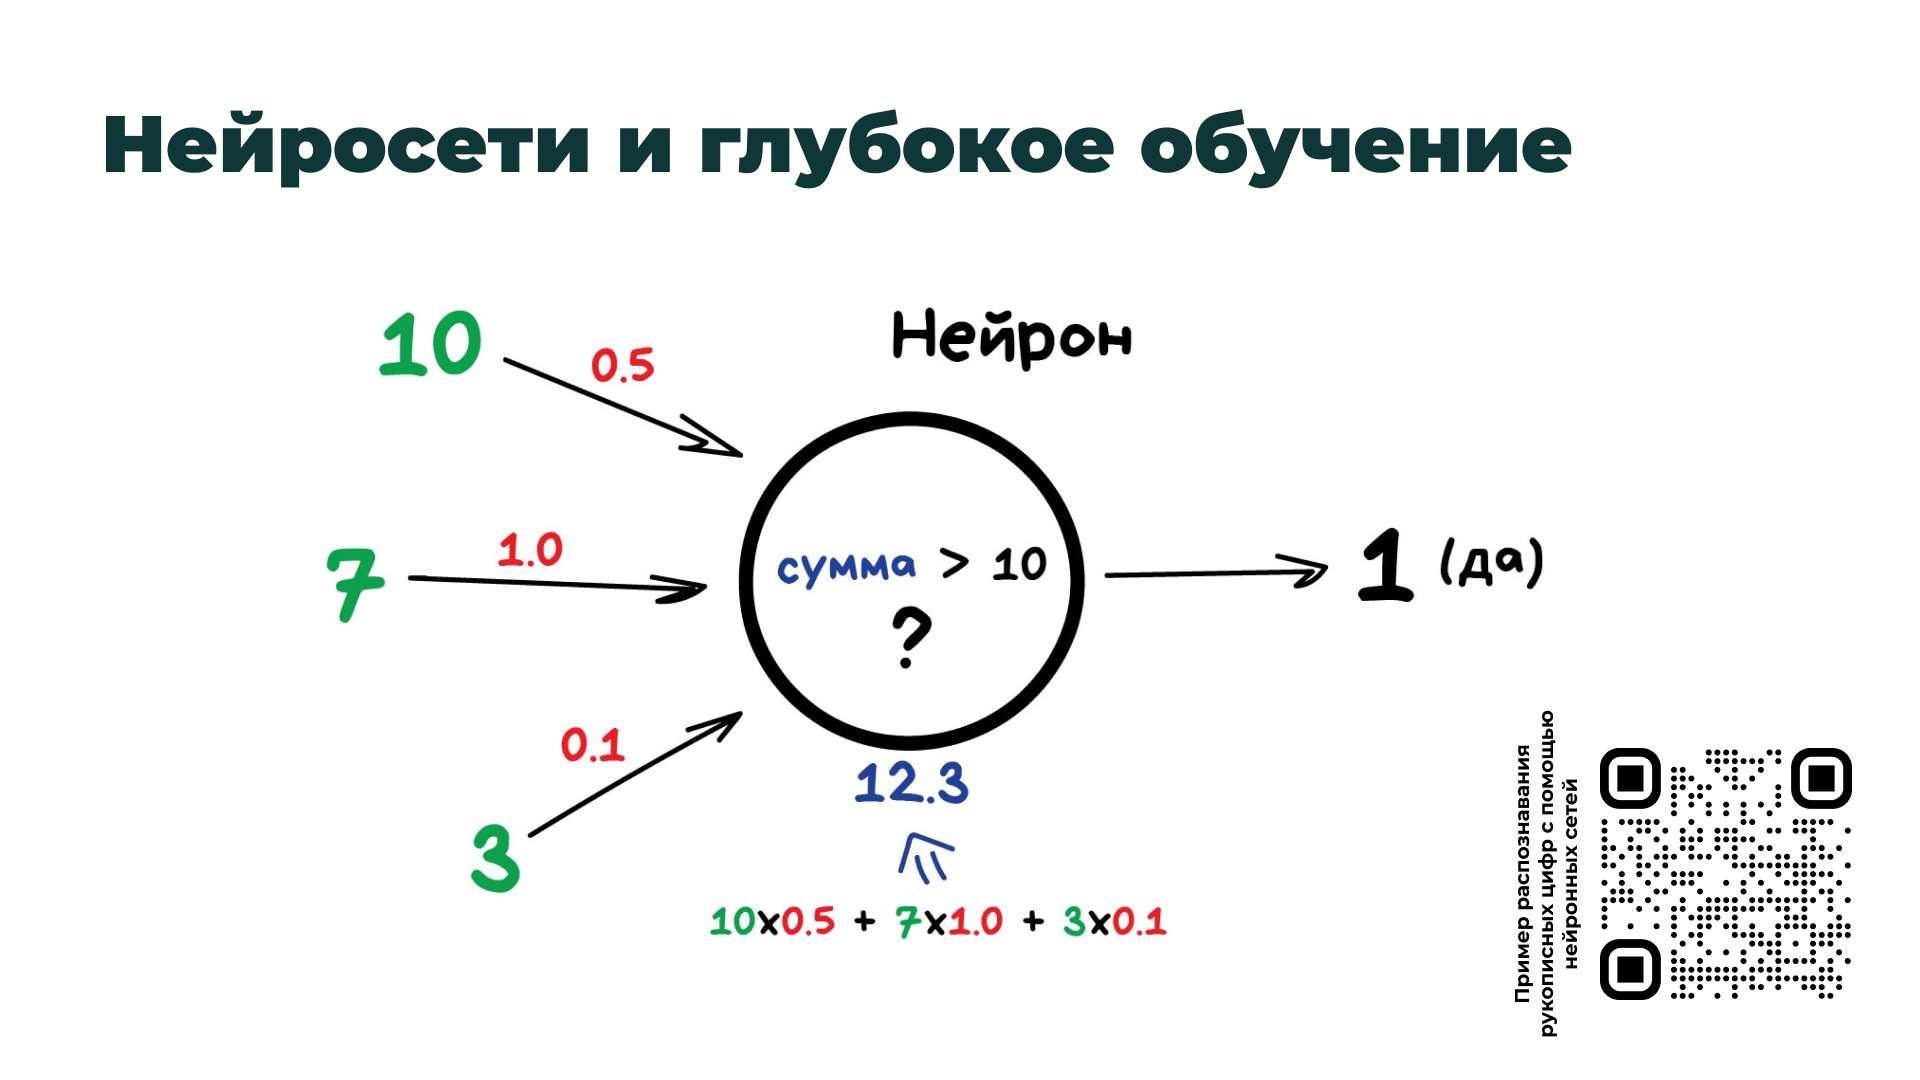 Нейросети и глубокое обучение
Нейрон
10
0.5
7
1.0
3
0.1
сумма > 10
?
1 (да)
12.3
10x0.5 + 7x1.0 + 3x0.1
Пример распознавания
рукописных цифр с помощью
нейронных сетей